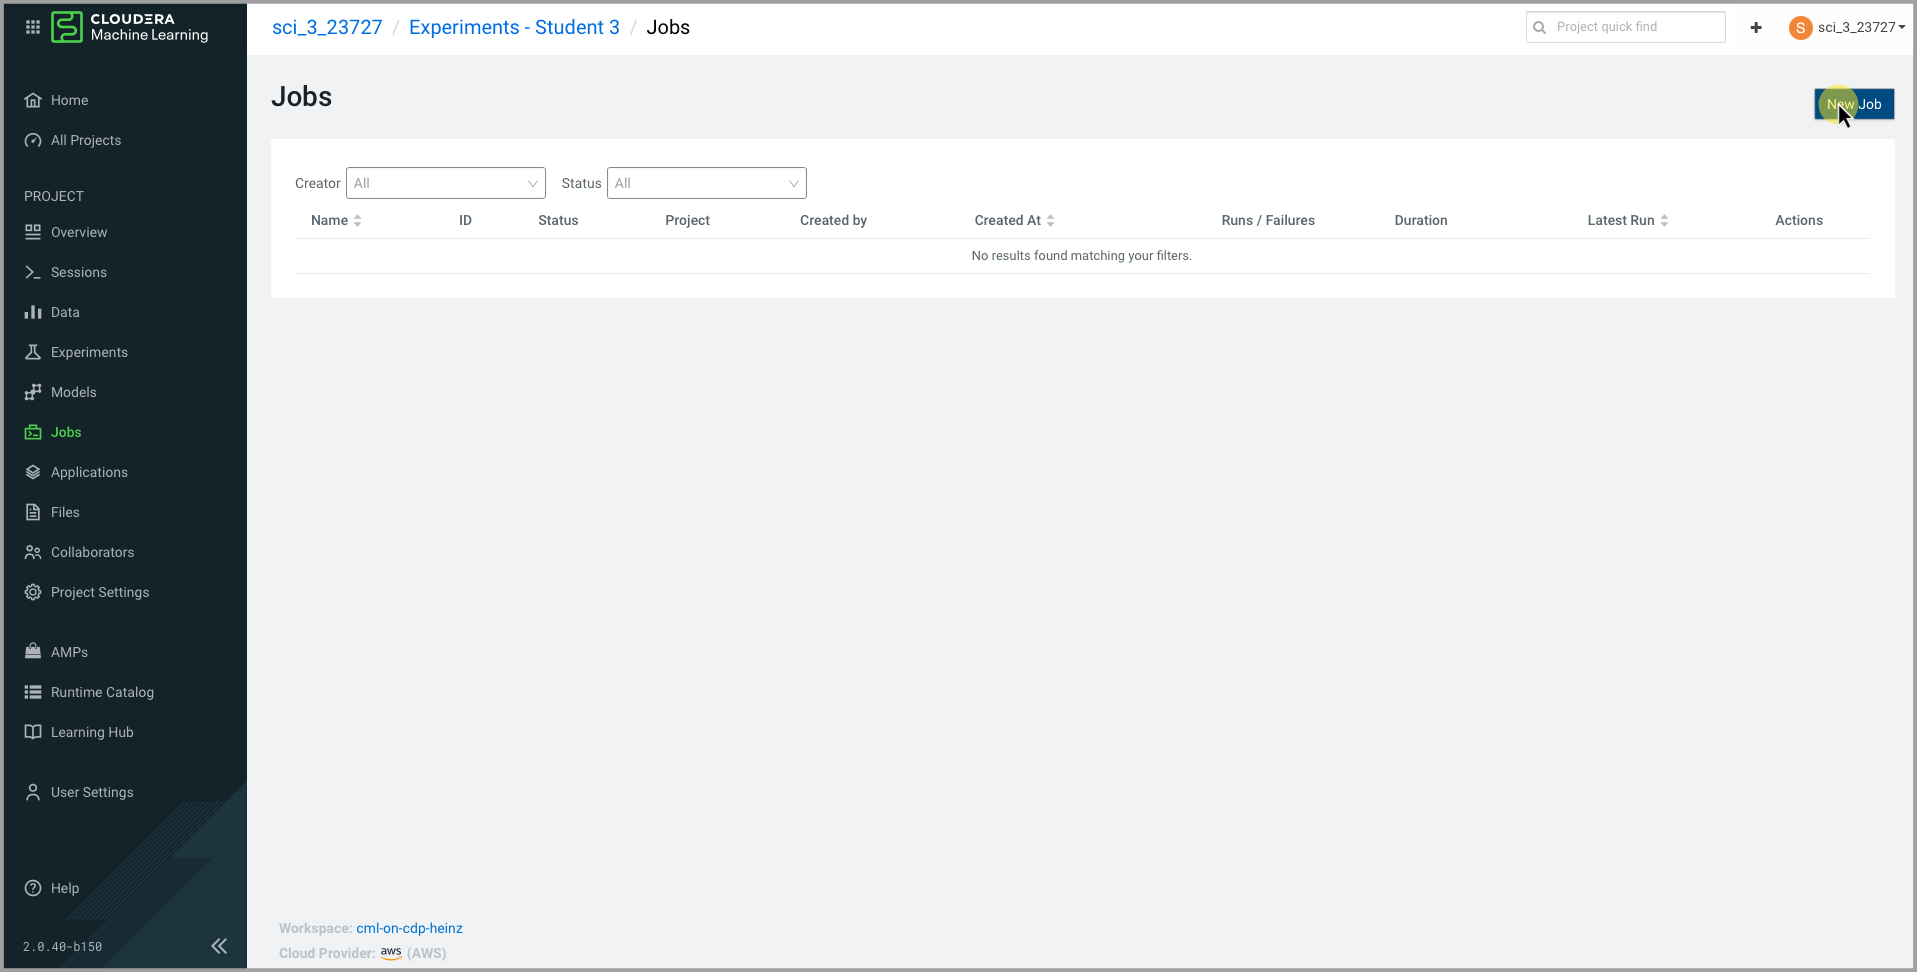 CLOUDERA
Machine Learning
sci_3_23727 / Experiments - Student 3 / Jobs
Project quick find
+
S sci_3_23727
Home
All Projects
PROJECT
Overview
Sessions
Data
Experiments
Models
Jobs
Applications
Files
Collaborators
Project Settings
AMPs
Runtime Catalog
Learning Hub
User Settings
Help
2.0.40-b150
Jobs
New Job
Creator All Status All
Name ID Status Project Created by Created At Runs / Failures Duration Latest Run Actions
No results found matching your filters.
Workspace: cml-on-cdp-heinz
Cloud Provider: aws (AWS)